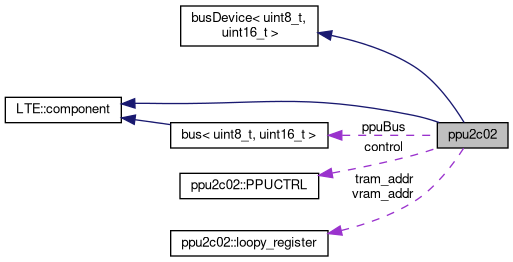 busDevice< uint8_t,
uint16_t >
LTE::component
bus< uint8_t, uint16_t >
ppuBus
ppu2c02
control
ppu2c02::PPUCTRL
tram_addr
vram_addr
ppu2c02::loopy_register